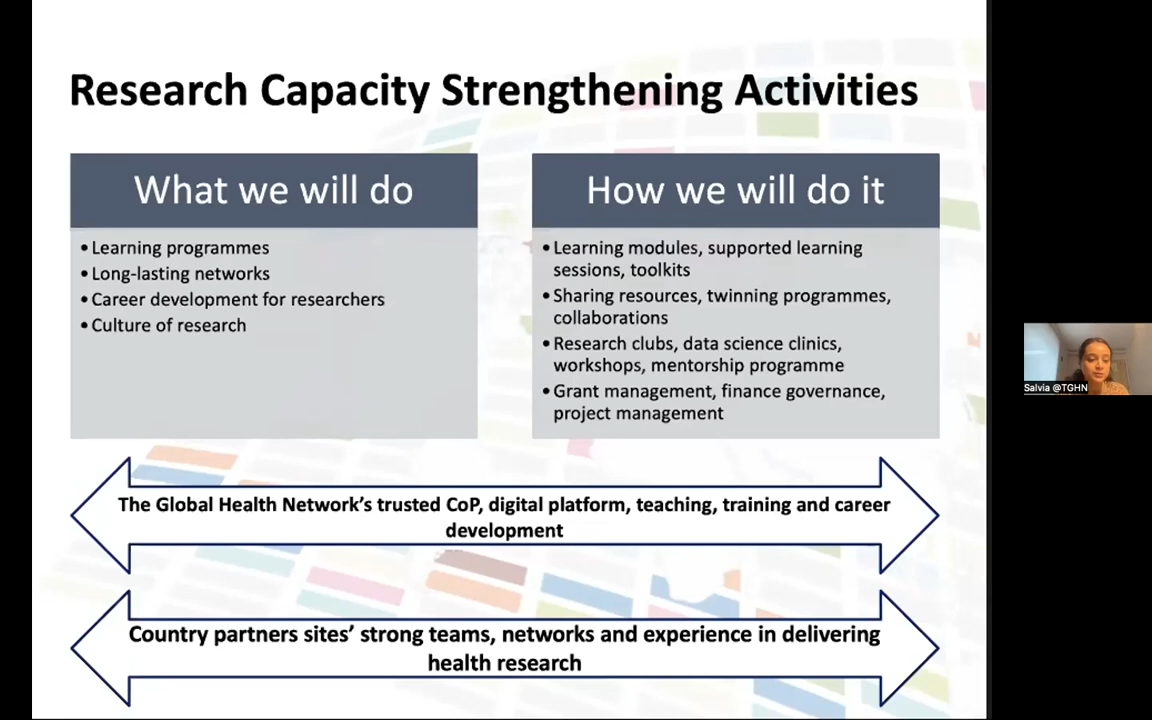 Research Capacity Strengthening Activities
What we will do
• Learning programmes
• Long-lasting networks
• Career development for researchers
• Culture of research
How we will do it
• Learning modules, supported learning
sessions, toolkits
• Sharing resources, twinning programmes,
collaborations
• Research clubs, data science clinics,
workshops, mentorship programme
• Grant management, finance governance,
project management
The Global Health Network's trusted CoP, digital platform, teaching, training and career
development
Country partners sites' strong teams, networks and experience in delivering
health research
Salvia @TGHN